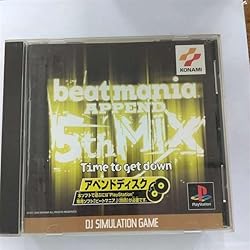 KONAMI
beatmania
APPEND
5th MIX
Time to get down
アペンドディスク
PlayStation
DJ SIMULATION GAME